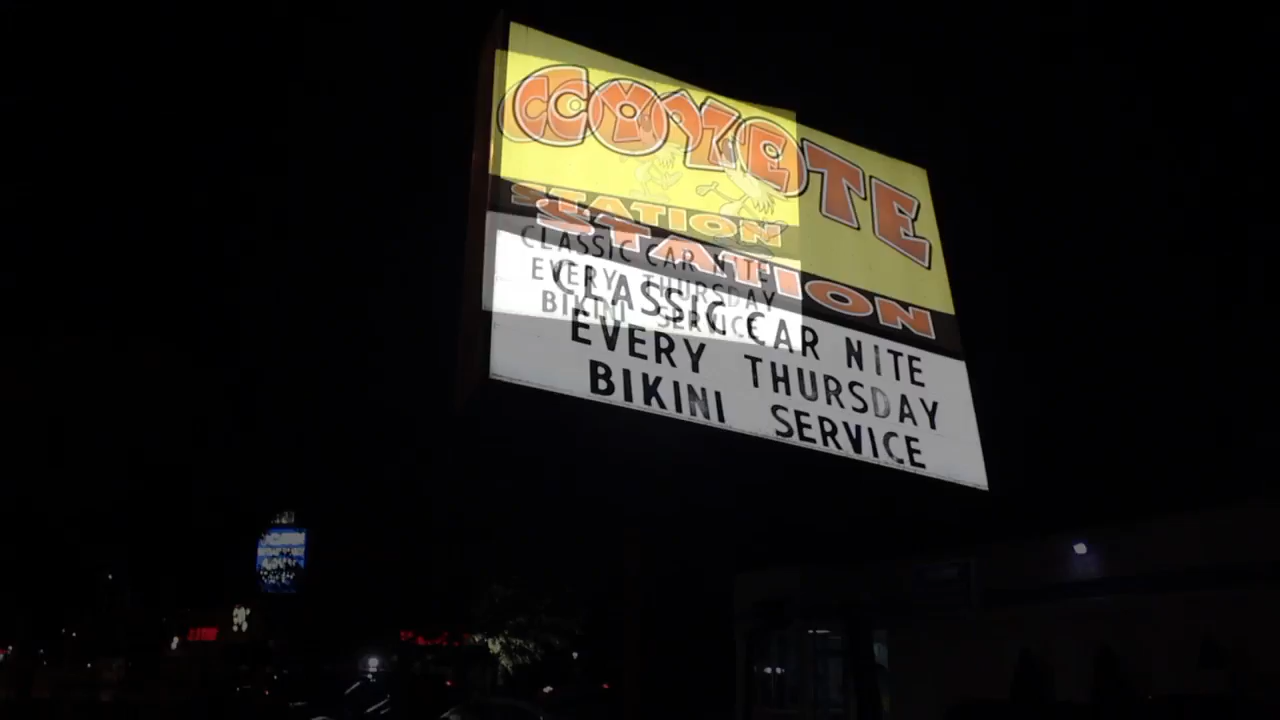 COYOTE
STATION
CLASSIC CAR NITE
EVERY THURSDAY
BIKINI SERVICE